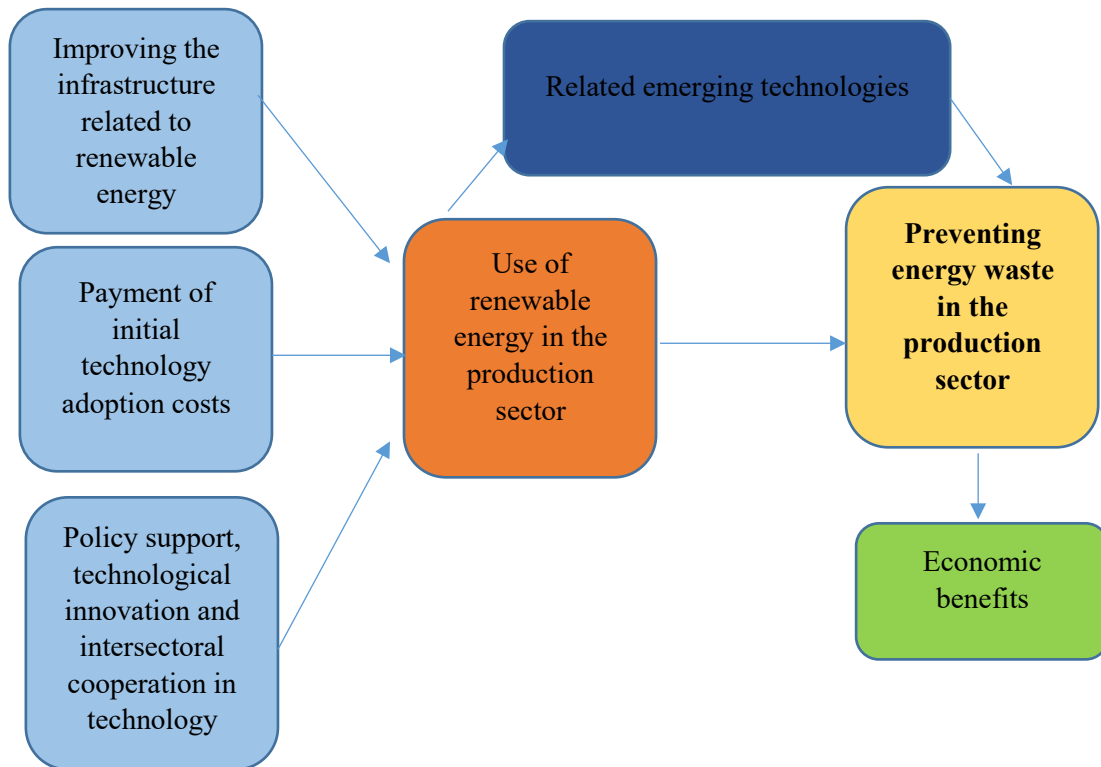 Improving the
infrastructure
related to
renewable
energy
Payment of
initial
technology
adoption costs
Policy support,
technological
innovation and
intersectoral
cooperation in
technology
Use of
renewable
energy in the
production
sector
Related emerging technologies
Preventing
energy waste
in the
production
sector
Economic
benefits